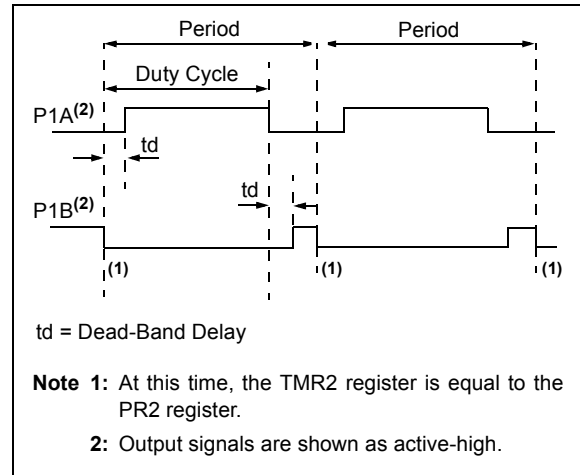 Period Period
Duty Cycle
P1A(2)
td
td
P1B(2)
(1) (1) (1)
td = Dead-Band Delay
Note 1: At this time, the TMR2 register is equal to the
PR2 register.
2: Output signals are shown as active-high.